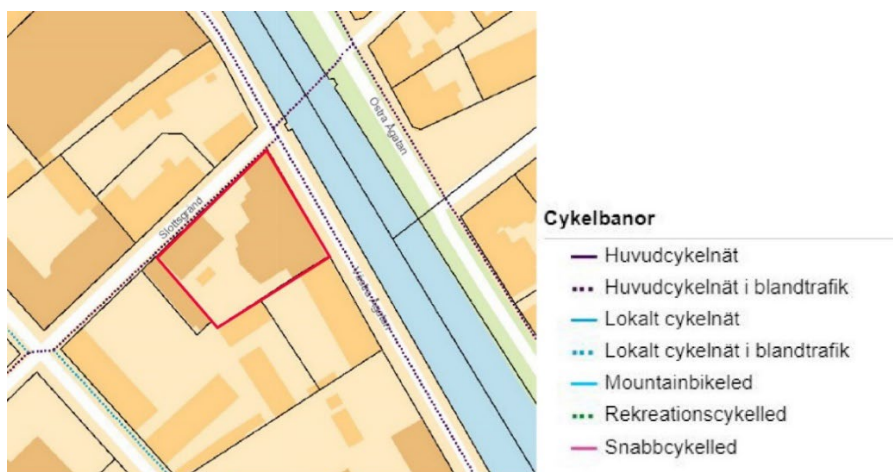 Östra Ågatan
Slottsgränd
Västra Ågatan
Cykelbanor
Huvudcykelnät
Huvudcykelnät i blandtrafik
Lokalt cykelnät
Lokalt cykelnät i blandtrafik
Mountainbikeled
Rekreationscykelled
Snabbcykelled